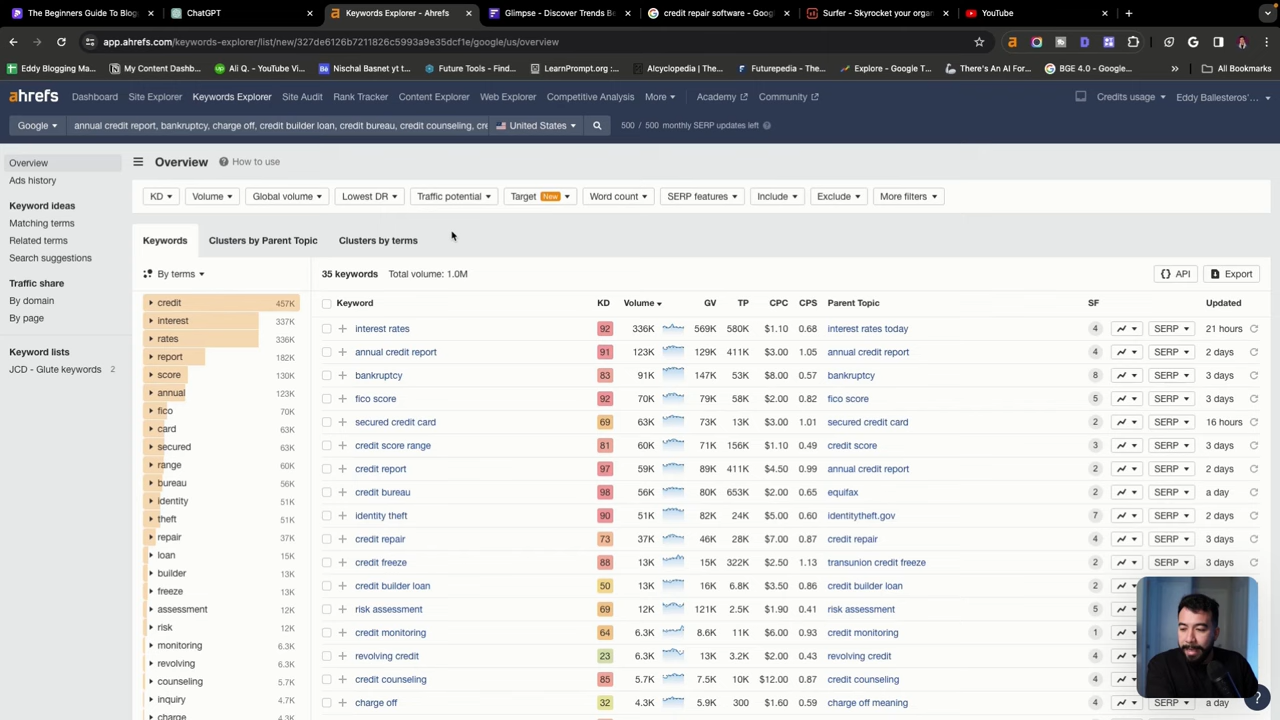 The Beginners Guide To Blog
ChatGPT
Keywords Explorer - Ahrefs
Glimpse - Discover Trends Be
credit repair software - Goog
Surfer - Skyrocket your organ
YouTube
app.ahrefs.com/keywords-explorer/list/new/327de6126b7211826c5993a9e35dcf1e/google/us/overview
Eddy Blogging Ma...
My Content Dashb...
Ali Q. - YouTube Vi...
Nischal Basnet yt t...
Future Tools - Find...
LearnPrompt.org :...
AIcyclopedia | The...
Futurepedia - The...
Explore - Google T...
There's An AI For...
BGE 4.0 - Google...
All Bookmarks
ahrefs Dashboard Site Explorer Keywords Explorer Site Audit Rank Tracker Content Explorer Web Explorer Competitive Analysis More Academy Community Credits usage Eddy Ballesteros'...
Google annual credit report, bankruptcy, charge off, credit builder loan, credit bureau, credit counseling, cre United States 500 / 500 monthly SERP updates left
Overview
Ads history
Keyword ideas
Matching terms
Related terms
Search suggestions
Traffic share
By domain
By page
Keyword lists
JCD - Glute keywords 2
Overview How to use
KD Volume Global volume Lowest DR Traffic potential Target New Word count SERP features Include Exclude More filters
Keywords Clusters by Parent Topic Clusters by terms
By terms
credit 457K
interest 337K
rates 336K
report 182K
score 130K
annual 123K
fico 70K
card 63K
secured 63K
range 60K
bureau 56K
identity 51K
theft 51K
repair 37K
loan 15K
builder 13K
freeze 13K
assessment 12K
risk 12K
monitoring 6.3K
revolving 6.3K
counseling 5.7K
inquiry 4.7K
charge
35 keywords Total volume: 1.0M API Export
Keyword KD Volume GV TP CPC CPS Parent Topic SF Updated
interest rates 92 336K 569K 580K $1.10 0.68 interest rates today 4 SERP 21 hours
annual credit report 91 123K 129K 411K $3.00 1.05 annual credit report 4 SERP 2 days
bankruptcy 83 91K 147K 53K $8.00 0.57 bankruptcy 8 SERP 3 days
fico score 92 70K 79K 58K $2.00 0.82 fico score 5 SERP 3 days
secured credit card 69 63K 73K 13K $3.00 1.01 secured credit card 2 SERP 16 hours
credit score range 81 60K 71K 156K $1.10 0.49 credit score 3 SERP 3 days
credit report 97 59K 89K 411K $4.50 0.99 annual credit report 2 SERP 2 days
credit bureau 98 56K 80K 653K $2.00 0.65 equifax 2 SERP a day
identity theft 90 51K 82K 24K $5.00 0.60 identitytheft.gov 7 SERP 2 days
credit repair 73 37K 46K 28K $7.00 0.87 credit repair 4 SERP 3 days
credit freeze 88 13K 34K 322K $2.50 1.13 transunion credit freeze 2 SERP 3 days
credit builder loan 50 13K 16K 6.8K $3.50 0.86 credit builder loan 2 SERP
risk assessment 69 12K 121K 2.5K $1.90 0.41 risk assessment 5 SERP
credit monitoring 64 6.3K 8.6K 11K $6.00 0.93 credit monitoring 1
revolving credit 23 6.3K 13K 3.2K $2.00 0.43 revolving credit 4
credit counseling 85 5.7K 7.5K 10K $12.00 0.87 credit counseling 4
charge off 32 4.3K 5.9K 300 $1.60 0.59 charge off meaning 4 SERP a day
?